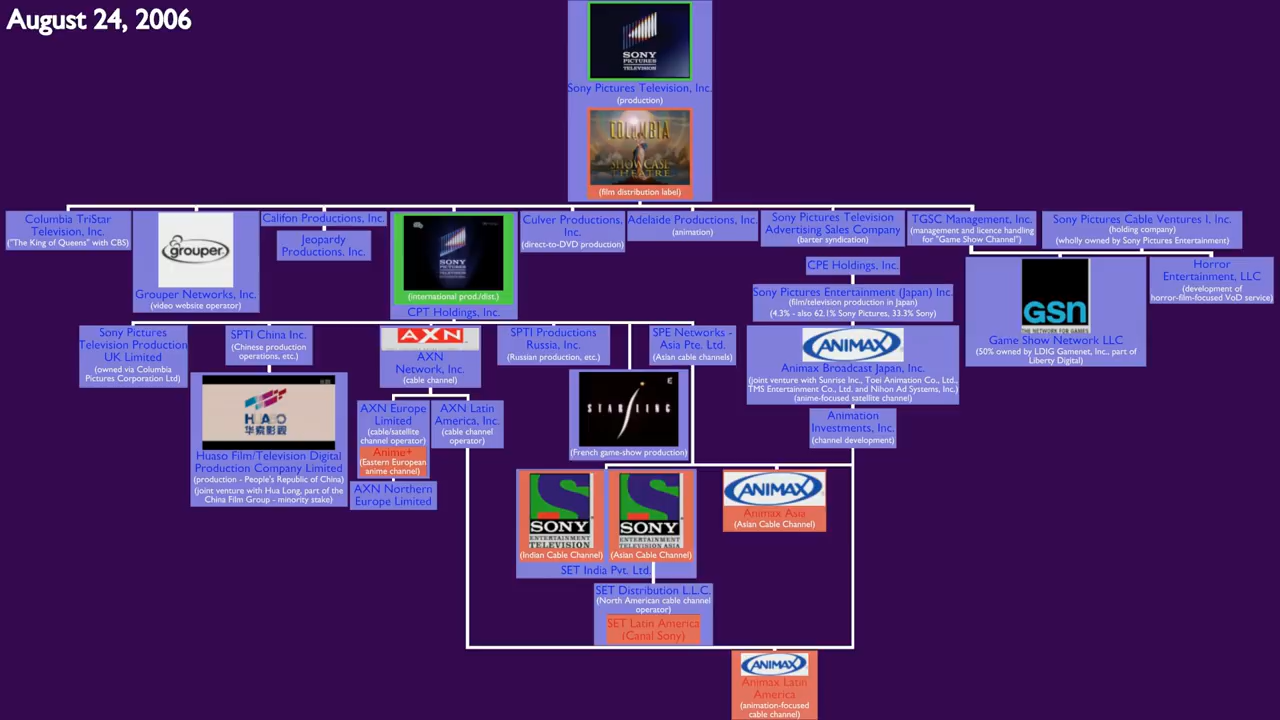 August 24, 2006
SONY
PICTURES
TELEVISION
Sony Pictures Television, Inc.
(production)
COLUMBIA
SHOWCASE
THEATRE
(film distribution label)
Columbia TriStar
Television, Inc.
("The King of Queens" with CBS)
grouper
Grouper Networks, Inc.
(video website operator)
Califon Productions, Inc.
Jeopardy
Productions, Inc.
SONY
PICTURES
TELEVISION
(international prod./dist.)
CPT Holdings, Inc.
Culver Productions,
Inc.
(direct-to-DVD production)
Adelaide Productions, Inc.
(animation)
Sony Pictures Television
Advertising Sales Company
(barter syndication)
TGSC Management, Inc.
(management and licence handling
for "Game Show Channel")
Sony Pictures Cable Ventures I, Inc.
(holding company)
(wholly owned by Sony Pictures Entertainment)
CPE Holdings, Inc.
Sony Pictures Entertainment (Japan) Inc.
(film/television production in Japan)
(4.3% - also 62.1% Sony Pictures, 33.3% Sony)
GSN
THE NETWORK FOR GAMES
Game Show Network LLC
(50% owned by LDIG Gamenet, Inc., part of
Liberty Digital)
Horror
Entertainment, LLC
(development of
horror-film-focused VoD service)
Sony Pictures
Television Production
UK Limited
(owned via Columbia
Pictures Corporation Ltd)
SPTI China Inc.
(Chinese production
operations, etc.)
AXN
AXN
Network, Inc.
(cable channel)
SPTI Productions
Russia, Inc.
(Russian production, etc.)
SPE Networks -
Asia Pte. Ltd.
(Asian cable channels)
ANIMAX
Animax Broadcast Japan, Inc.
(joint venture with Sunrise Inc., Toei Animation Co., Ltd.,
TMS Entertainment Co., Ltd. and Nihon Ad Systems, Inc.)
(anime-focused satellite channel)
HUASO
华索影视
Huaso Film/Television Digital
Production Company Limited
(production - People's Republic of China)
(joint venture with Hua Long, part of the
China Film Group - minority stake)
AXN Europe
Limited
(cable/satellite
channel operator)
Anime+
(Eastern European
anime channel)
AXN Latin
America, Inc.
(cable channel
operator)
AXN Northern
Europe Limited
STARLING
(French game-show production)
Animation
Investments, Inc.
(channel development)
SONY
ENTERTAINMENT
TELEVISION
(Indian Cable Channel)
SONY
ENTERTAINMENT
TELEVISION ASIA
(Asian Cable Channel)
SET India Pvt. Ltd.
ANIMAX
Animax Asia
(Asian Cable Channel)
SET Distribution L.L.C.
(North American cable channel
operator)
SET Latin America
(Canal Sony)
ANIMAX
Animax Latin
America
(animation-focused
cable channel)